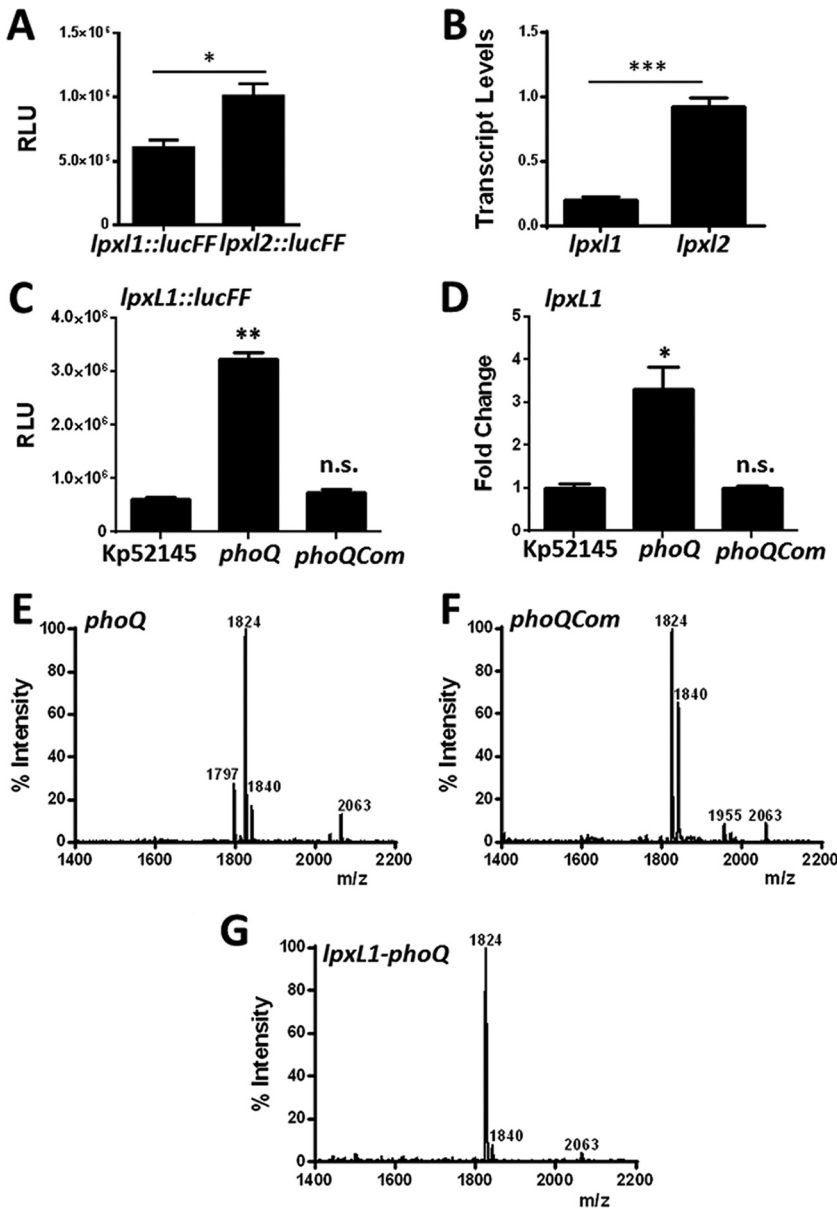 A
1.5×10⁶
1.0×10⁶
5.0×10⁵
0
RLU
*
lpxl1::lucFF lpxl2::lucFF
B
1.5
1.0
0.5
0.0
Transcript Levels
***
lpxl1 lpxl2
C
lpxL1::lucFF
4.0×10⁶
3.0×10⁶
2.0×10⁶
1.0×10⁶
0
RLU
**
n.s.
Kp52145 phoQ phoQCom
D
lpxL1
5
4
3
2
1
0
Fold Change
*
n.s.
Kp52145 phoQ phoQCom
E
phoQ
100
80
60
40
20
0
% Intensity
1824
1797
1840
2063
1400 1600 1800 2000 2200
m/z
F
phoQCom
100
80
60
40
20
0
% Intensity
1824
1840
1955
2063
1400 1600 1800 2000 2200
m/z
G
lpxL1-phoQ
100
80
60
40
20
0
% Intensity
1824
1840
2063
1400 1600 1800 2000 2200
m/z